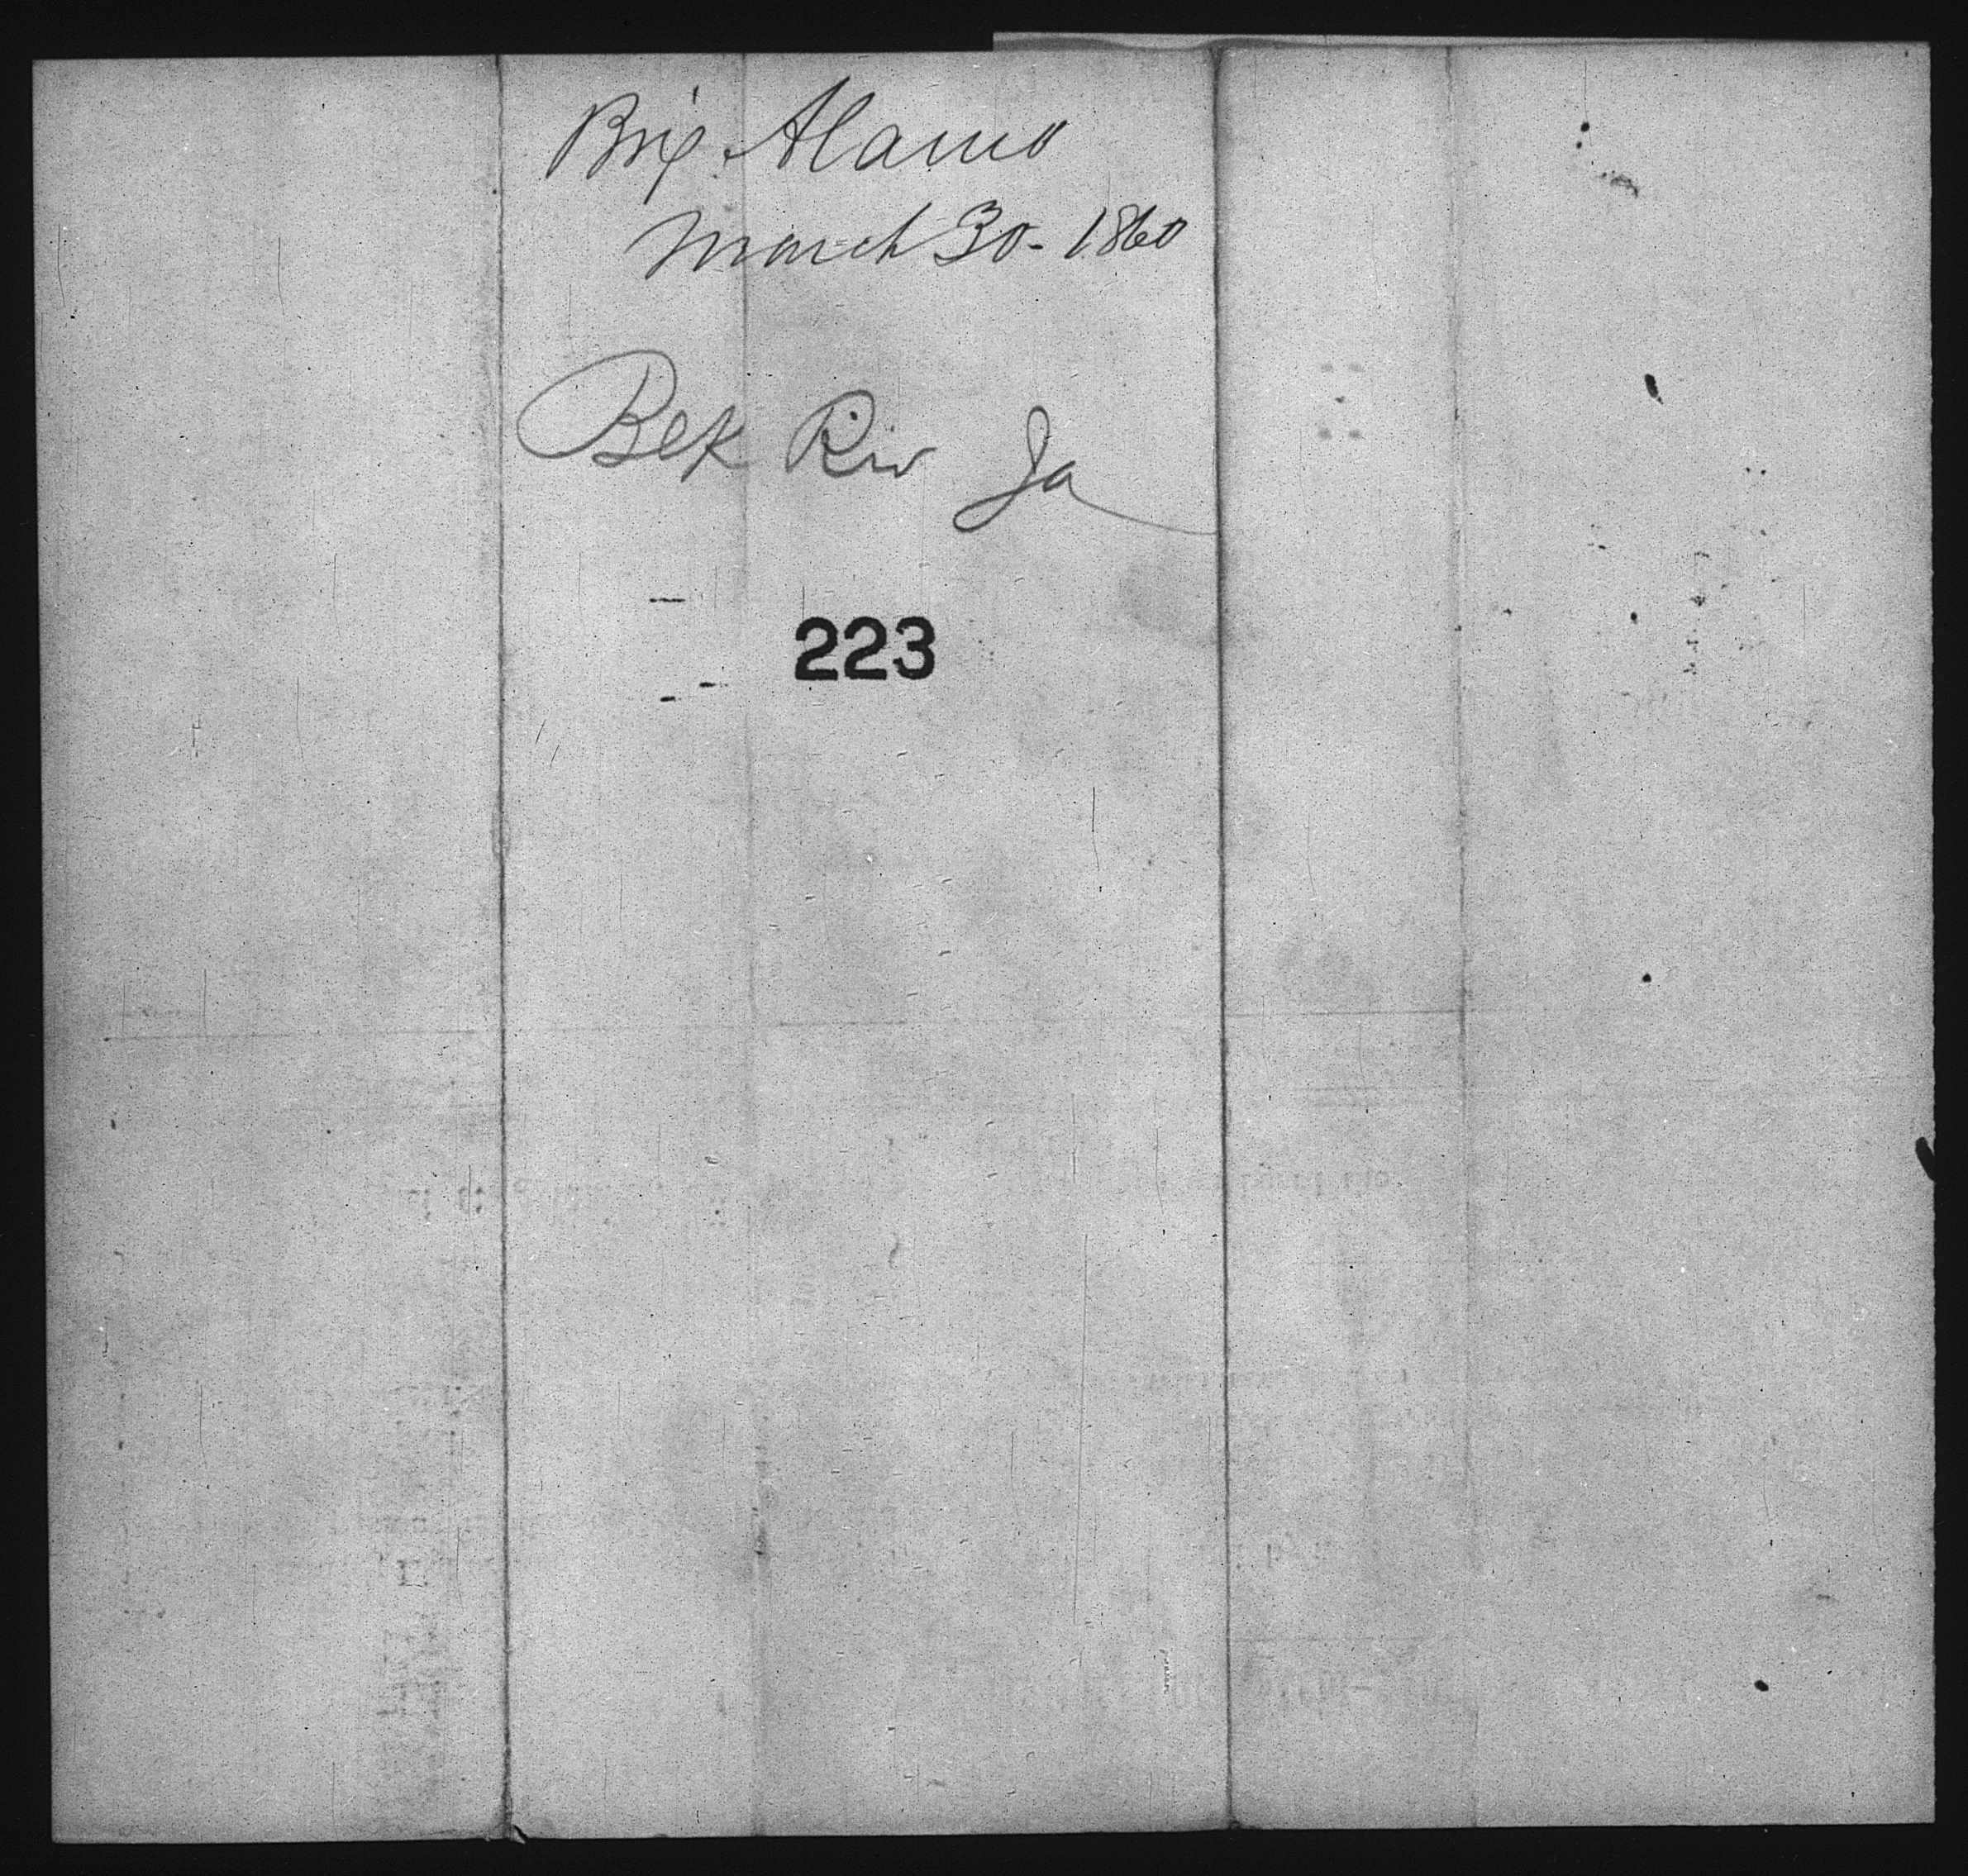 Brig Alamo
March 30 - 1860
Blk Riv Ja
223